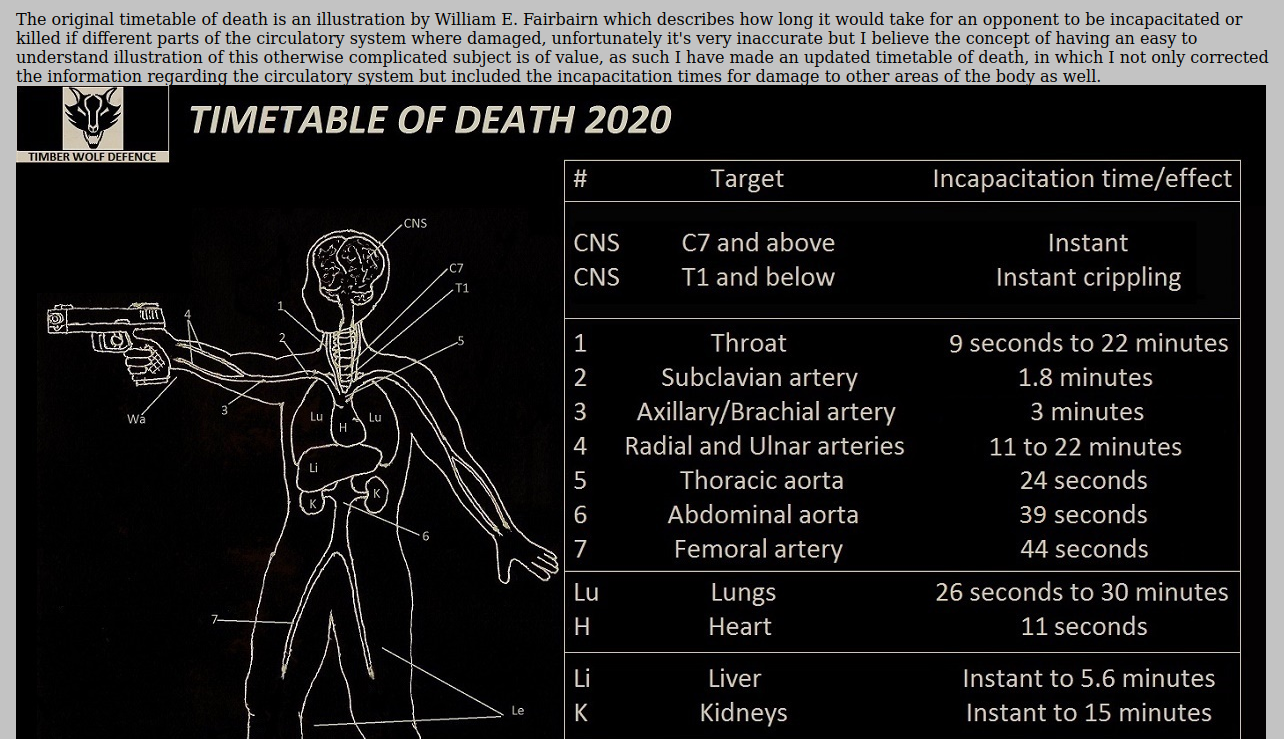 The original timetable of death is an illustration by William E. Fairbairn which describes how long it would take for an opponent to be incapacitated or
killed if different parts of the circulatory system where damaged, unfortunately it's very inaccurate but I believe the concept of having an easy to
understand illustration of this otherwise complicated subject is of value, as such I have made an updated timetable of death, in which I not only corrected
the information regarding the circulatory system but included the incapacitation times for damage to other areas of the body as well.
TIMBER WOLF DEFENCE
TIMETABLE OF DEATH 2020
# Target Incapacitation time/effect
CNS C7 and above Instant
CNS T1 and below Instant crippling
1 Throat 9 seconds to 22 minutes
2 Subclavian artery 1.8 minutes
3 Axillary/Brachial artery 3 minutes
4 Radial and Ulnar arteries 11 to 22 minutes
5 Thoracic aorta 24 seconds
6 Abdominal aorta 39 seconds
7 Femoral artery 44 seconds
Lu Lungs 26 seconds to 30 minutes
H Heart 11 seconds
Li Liver Instant to 5.6 minutes
K Kidneys Instant to 15 minutes
CNS
C7
T1
1
4
2
5
3
Wa
Lu
Lu
H
Li
K
K
6
7
Le